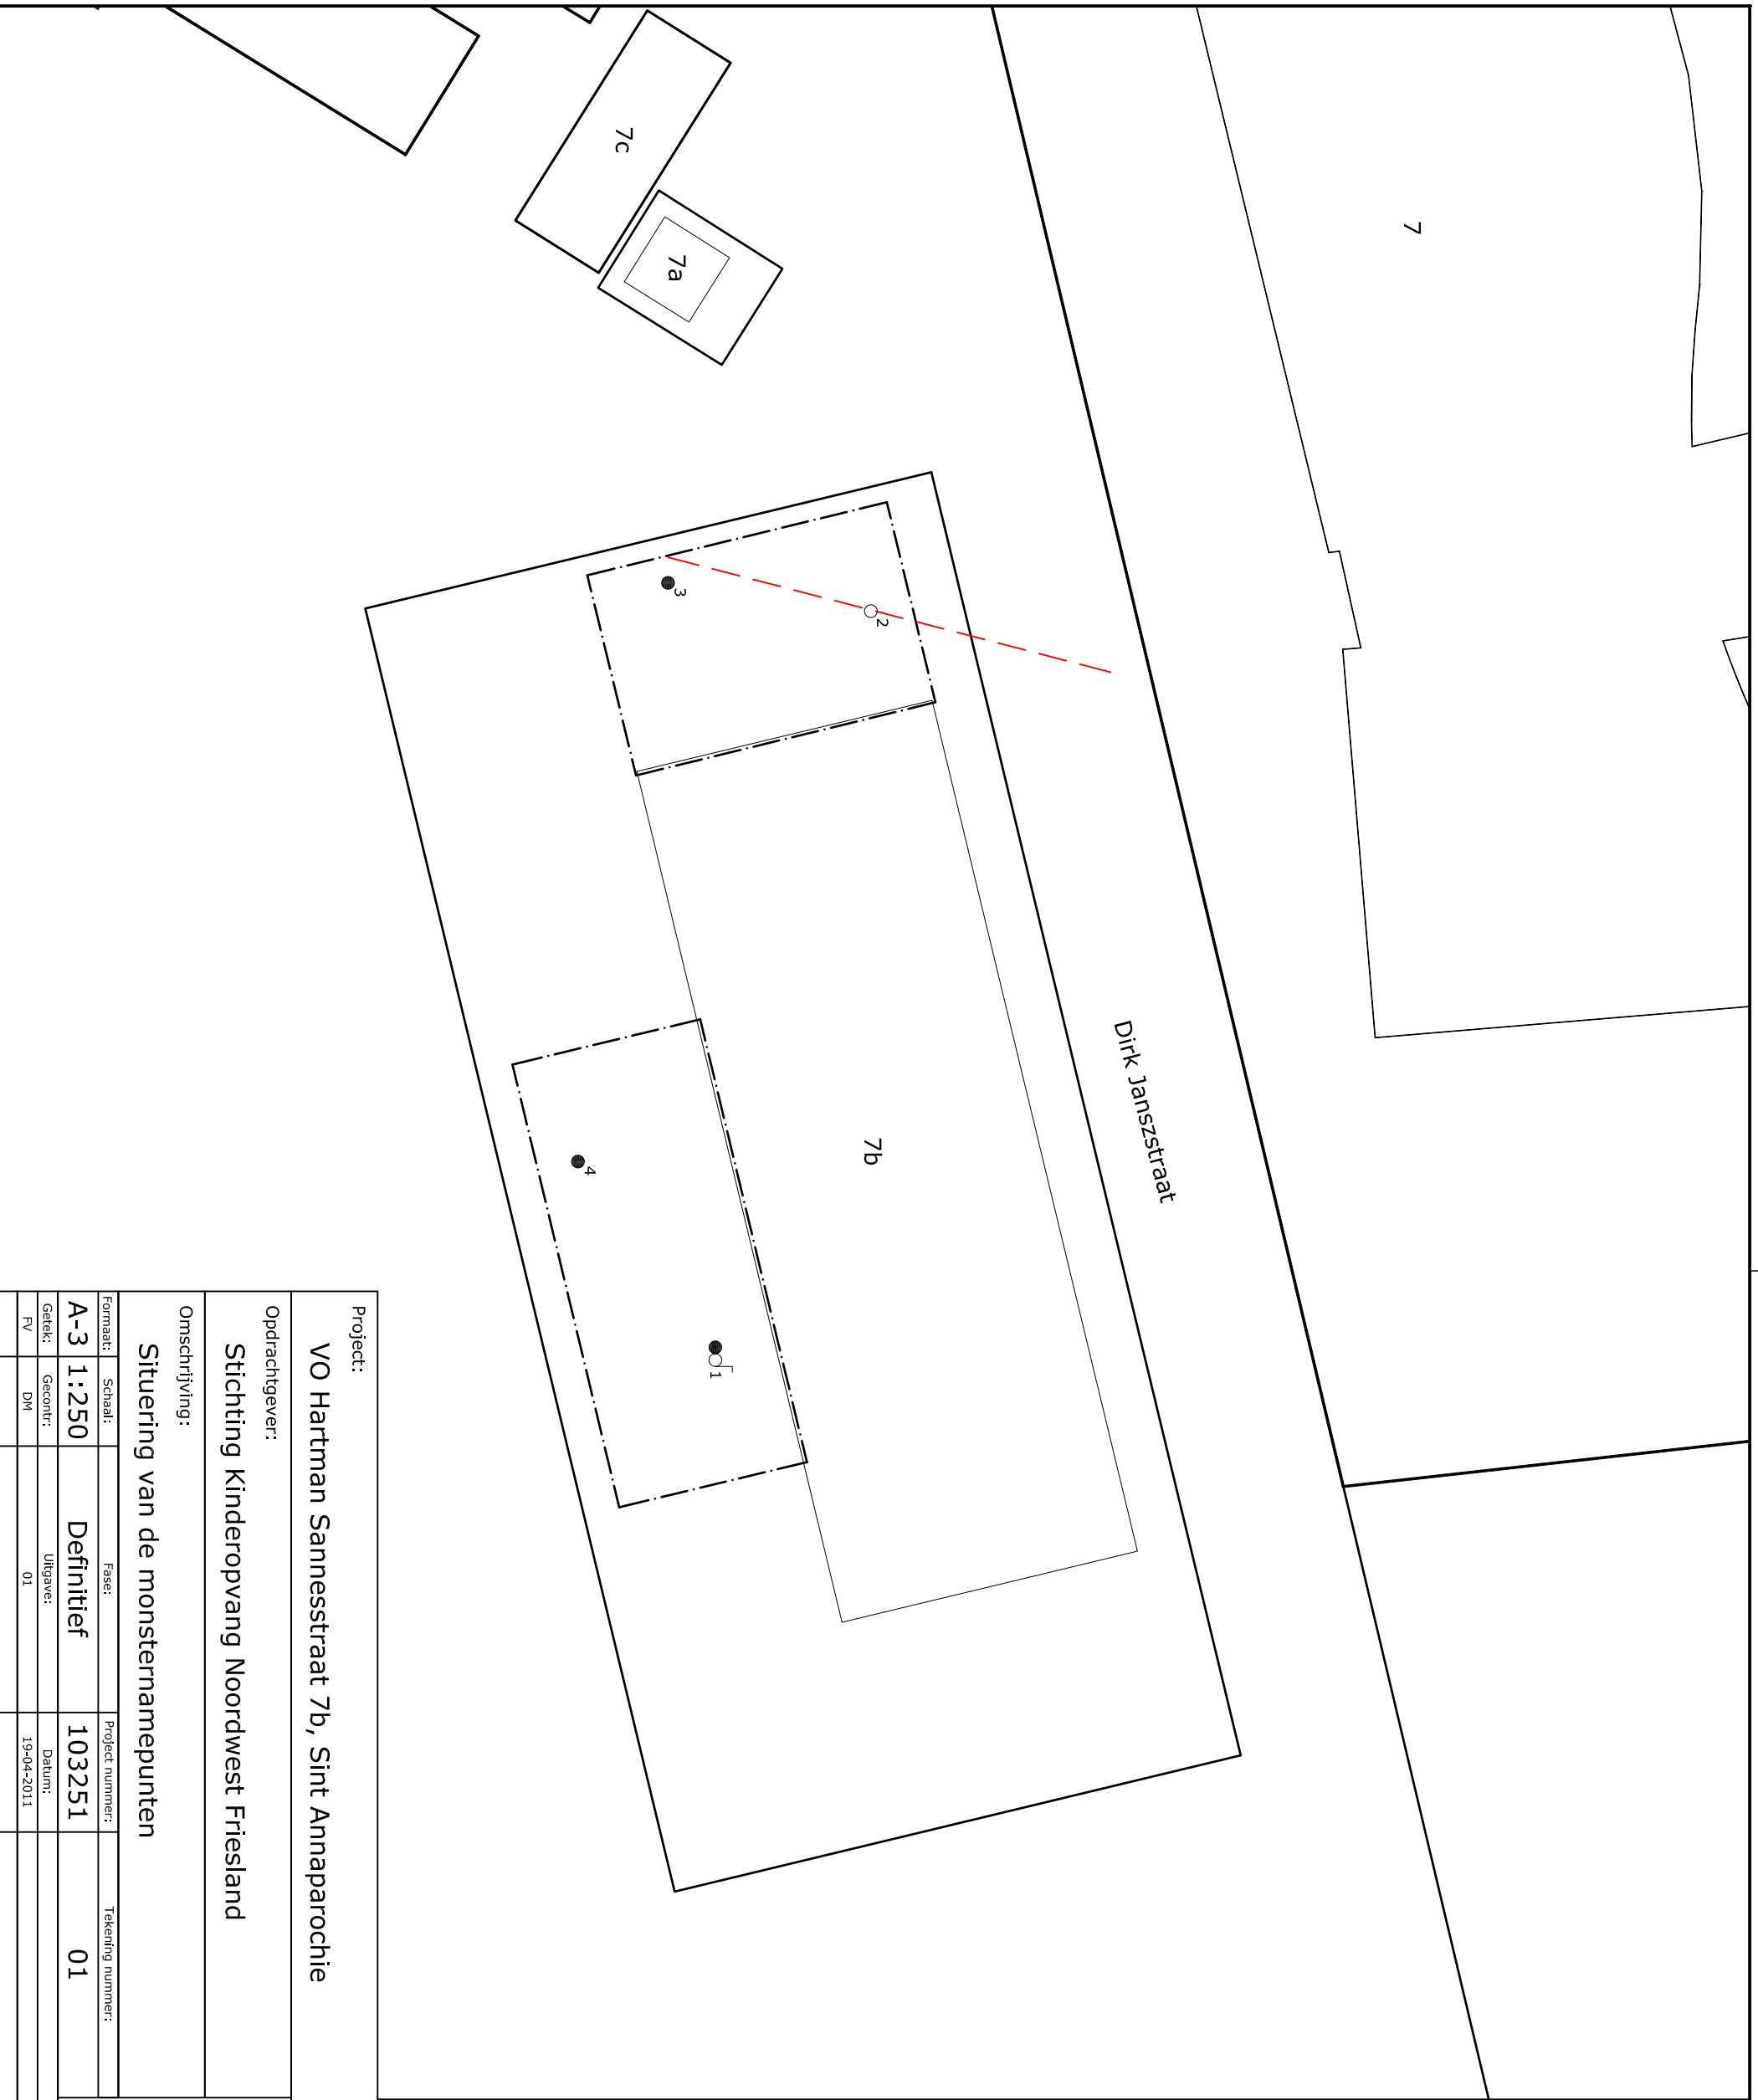 7
7c
7a
3
2
Dirk Janszstraat
7b
4
1
Project:
VO Hartman Sannesstraat 7b, Sint Annaparochie
Opdrachtgever:
Stichting Kinderopvang Noordwest Friesland
Omschrijving:
Situering van de monsternamepunten
Formaat: Schaal: Fase: Project nummer: Tekening nummer:
A-3 1:250 Definitief 103251 01
Getek: Gecontr: Uitgave: Datum:
FV DM 01 19-04-2011